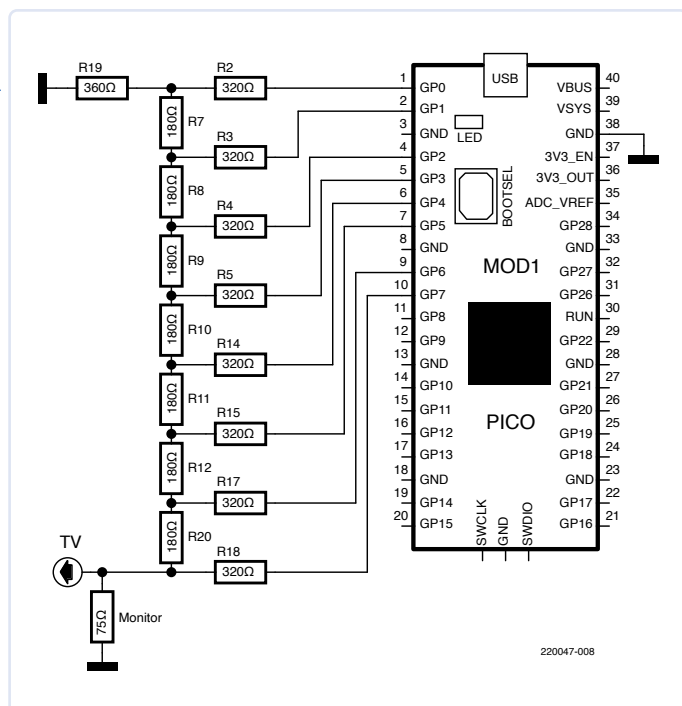 R19
360Ω
R2
320Ω
R7
180Ω
R3
320Ω
R8
180Ω
R4
320Ω
R9
180Ω
R5
320Ω
R10
180Ω
R14
320Ω
R11
180Ω
R15
320Ω
R12
180Ω
R17
320Ω
R20
180Ω
R18
320Ω
TV
75Ω
Monitor
USB
LED
BOOTSEL
MOD1
PICO
1 GP0
2 GP1
3 GND
4 GP2
5 GP3
6 GP4
7 GP5
8 GND
9 GP6
10 GP7
11 GP8
12 GP9
13 GND
14 GP10
15 GP11
16 GP12
17 GP13
18 GND
19 GP14
20 GP15
VBUS 40
VSYS 39
GND 38
3V3_EN 37
3V3_OUT 36
ADC_VREF 35
GP28 34
GND 33
GP27 32
GP26 31
RUN 30
GP22 29
GND 28
GP21 27
GP20 26
GP19 25
GP18 24
GND 23
GP17 22
GP16 21
SWCLK
GND
SWDIO
220047-008